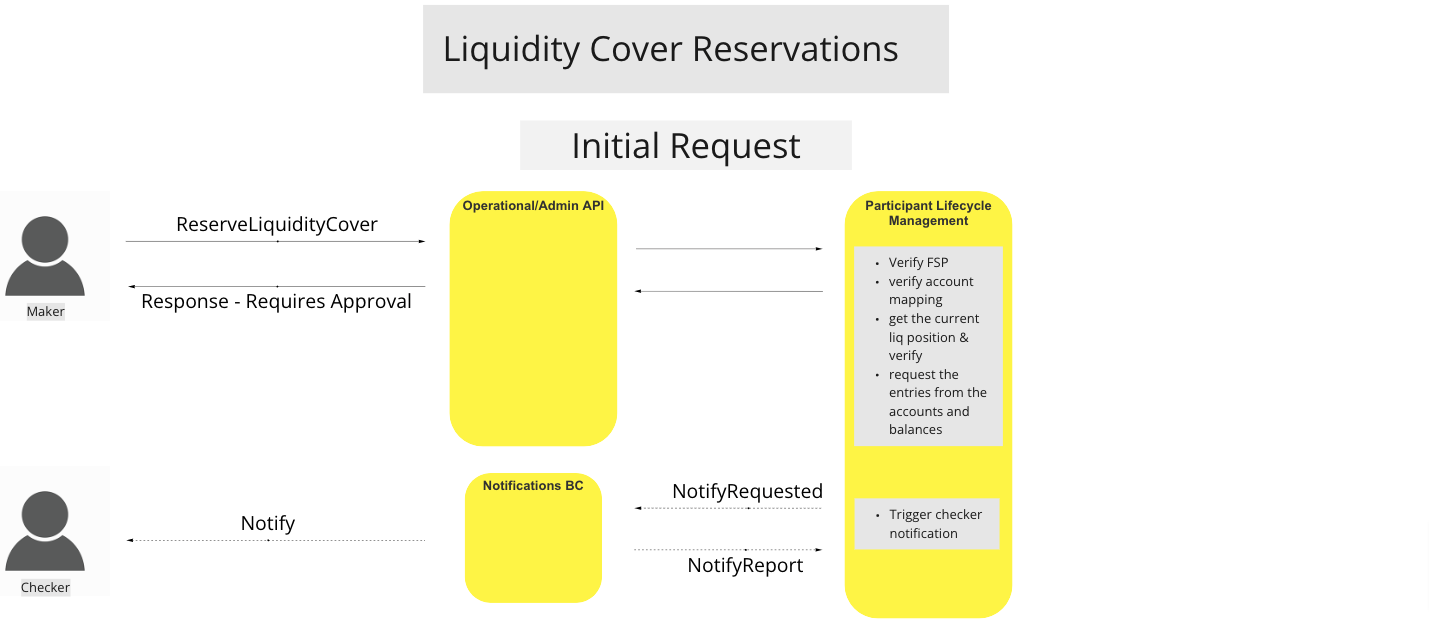 Liquidity Cover Reservations
Initial Request
Operational/Admin API
Participant Lifecycle
Management
ReserveLiquidityCover
Response - Requires Approval
Maker
• Verify FSP
• verify account
mapping
• get the current
liq position &
verify
• request the
entries from the
accounts and
balances
Notifications BC
NotifyRequested
Notify
• Trigger checker
notification
NotifyReport
Checker